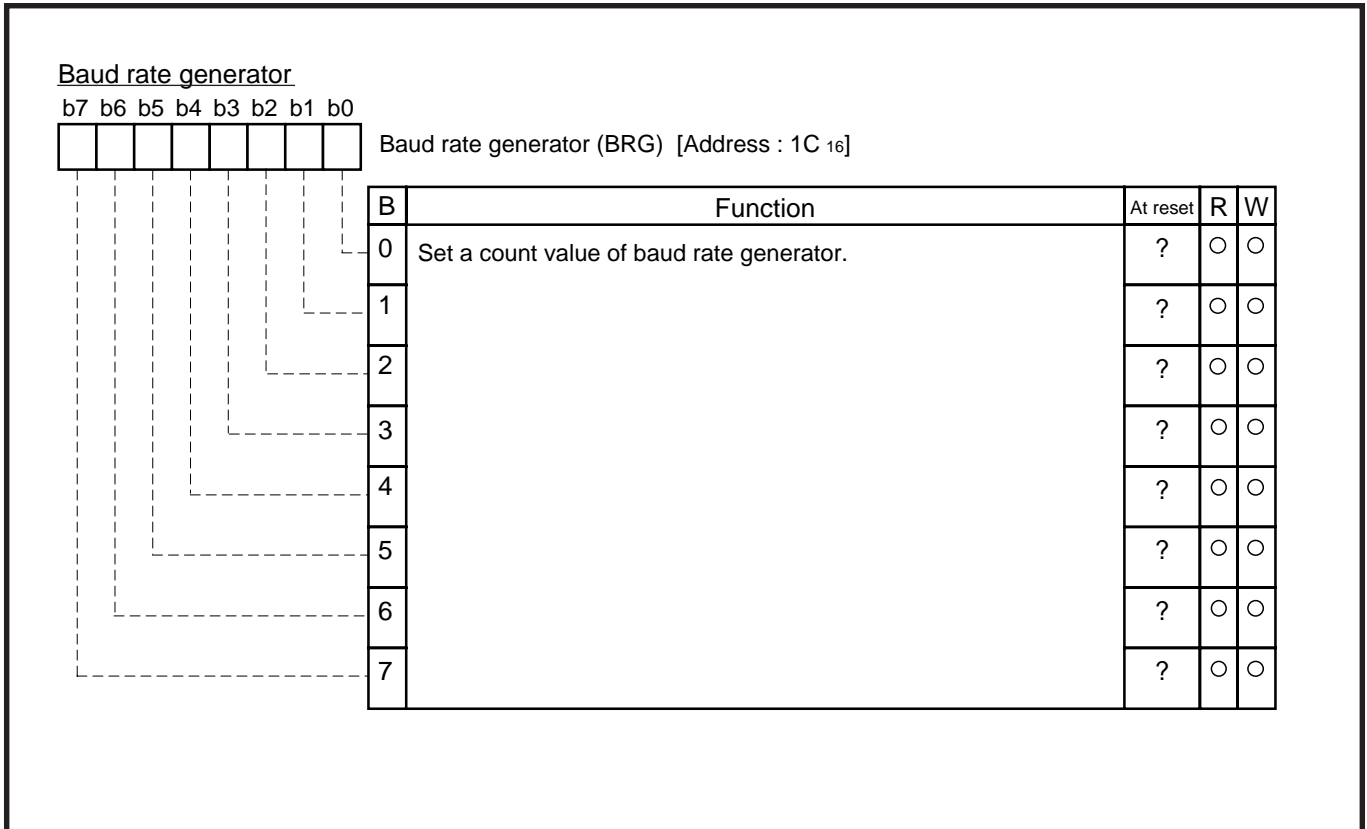 Baud rate generator
b7 b6 b5 b4 b3 b2 b1 b0
Baud rate generator (BRG) [Address : 1C 16]
B Function At reset R W
0 Set a count value of baud rate generator. ? ○ ○
1 ? ○ ○
2 ? ○ ○
3 ? ○ ○
4 ? ○ ○
5 ? ○ ○
6 ? ○ ○
7 ? ○ ○